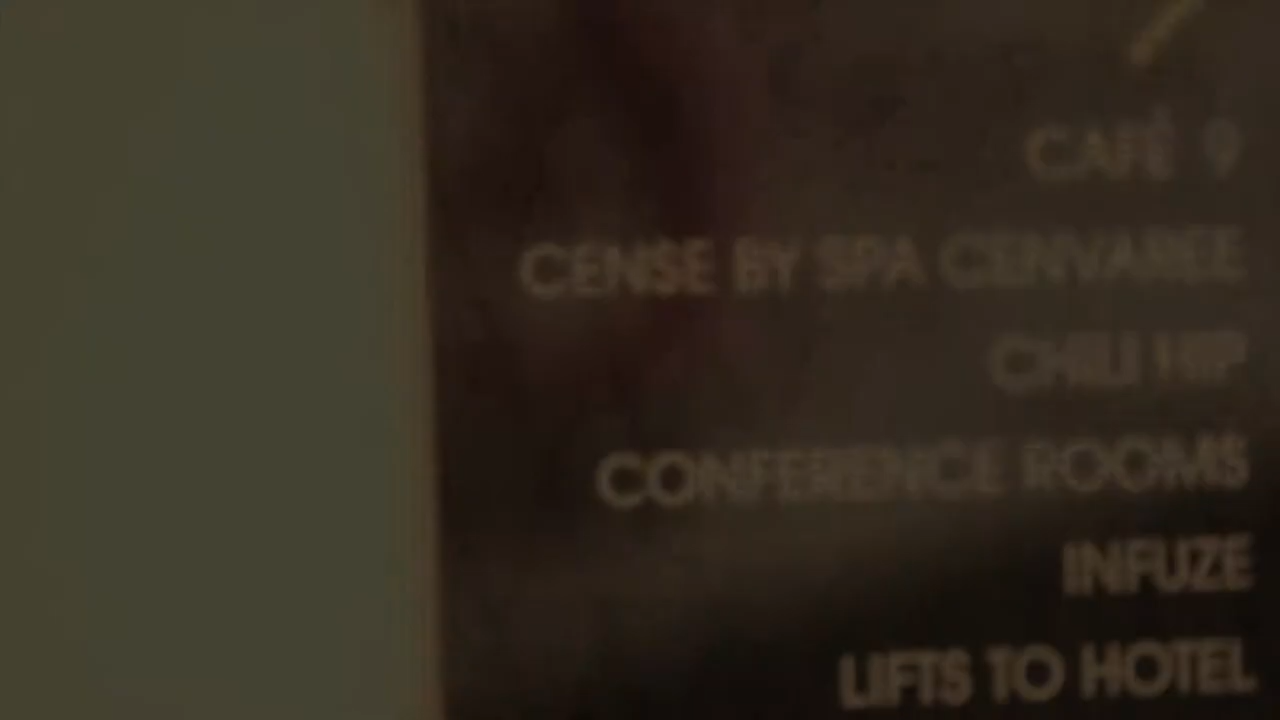 CAFÉ 9
CENSE BY SPA CENVAREE
CHILI HIP
CONFERENCE ROOMS
INFUZE
LIFTS TO HOTEL